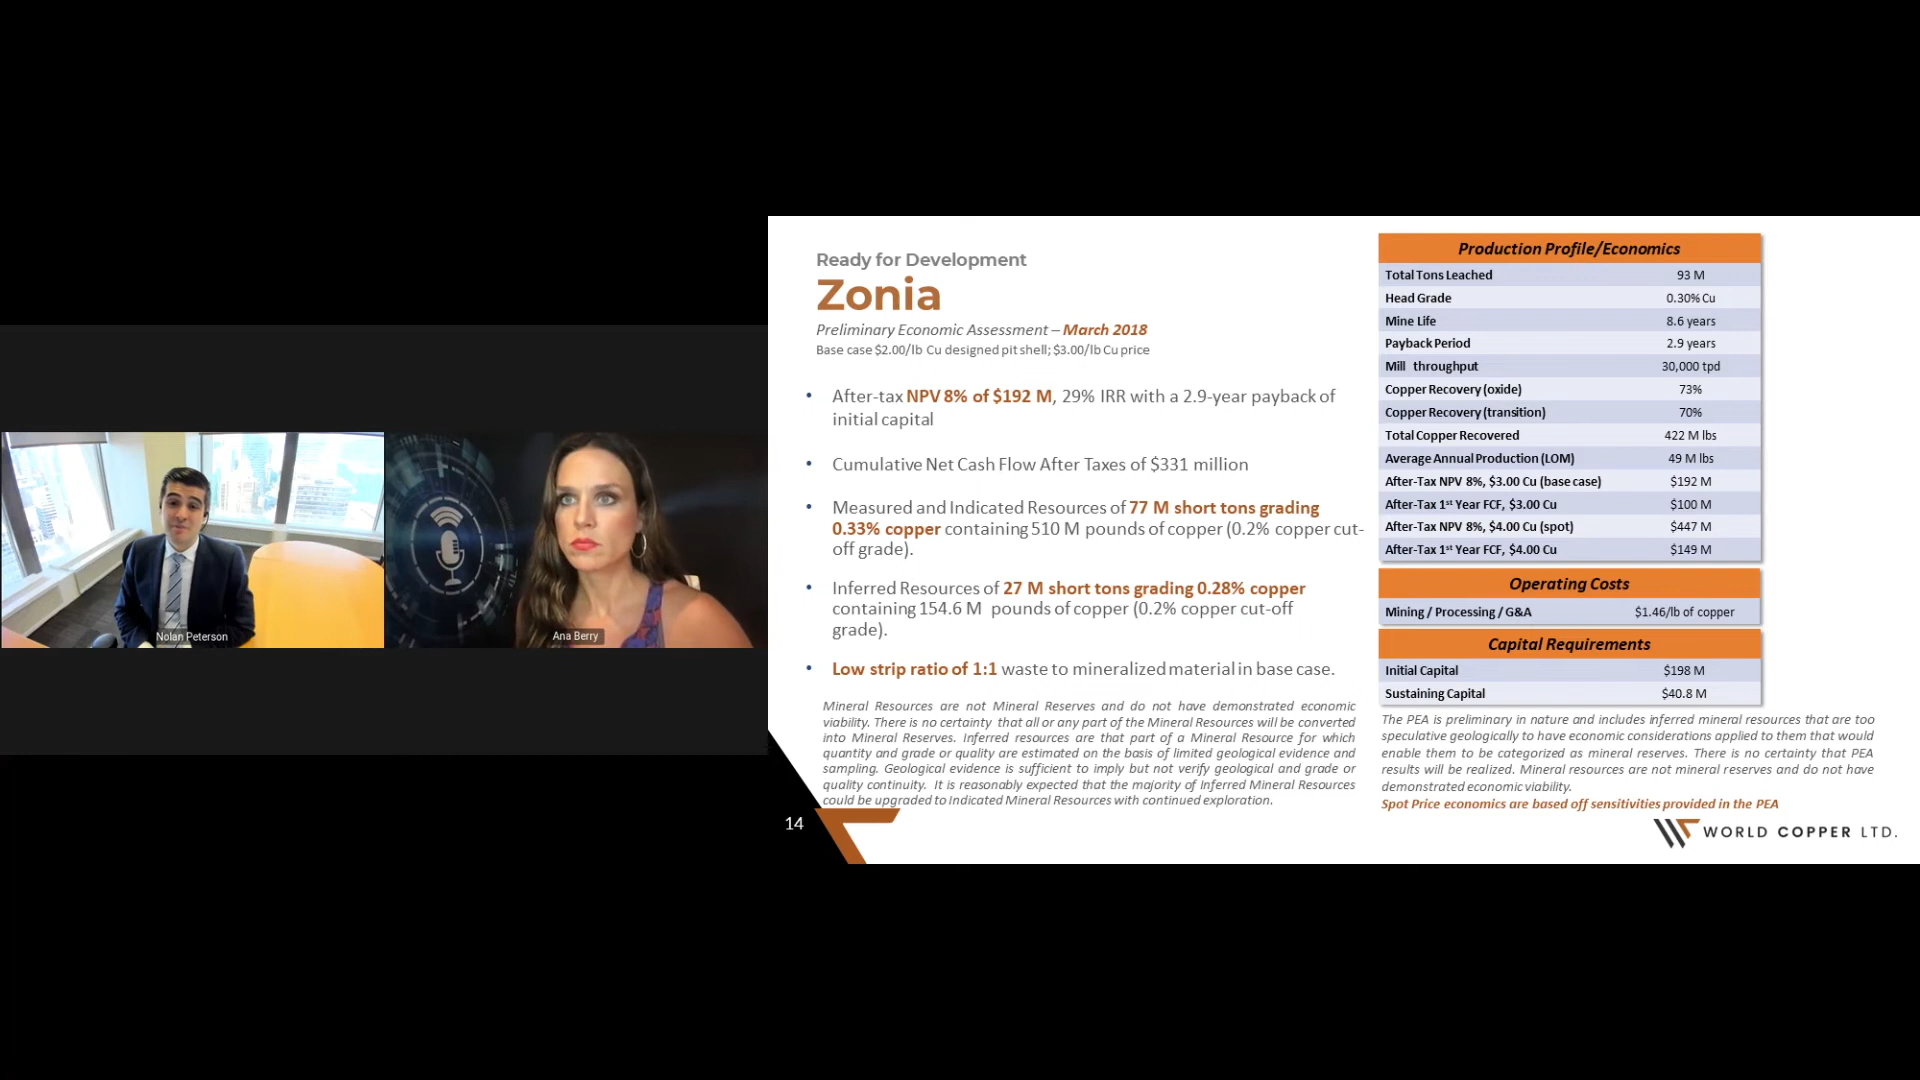 Nolan Peterson
Ana Berry
Ready for Development
Zonia
Preliminary Economic Assessment – March 2018
Base case $2.00/lb Cu designed pit shell; $3.00/lb Cu price
• After-tax NPV 8% of $192 M, 29% IRR with a 2.9-year payback of
initial capital
• Cumulative Net Cash Flow After Taxes of $331 million
• Measured and Indicated Resources of 77 M short tons grading
0.33% copper containing 510 M pounds of copper (0.2% copper cut-
off grade).
• Inferred Resources of 27 M short tons grading 0.28% copper
containing 154.6 M pounds of copper (0.2% copper cut-off
grade).
• Low strip ratio of 1:1 waste to mineralized material in base case.
Mineral Resources are not Mineral Reserves and do not have demonstrated economic
viability. There is no certainty that all or any part of the Mineral Resources will be converted
into Mineral Reserves. Inferred resources are that part of a Mineral Resource for which
quantity and grade or quality are estimated on the basis of limited geological evidence and
sampling. Geological evidence is sufficient to imply but not verify geological and grade or
quality continuity. It is reasonably expected that the majority of Inferred Mineral Resources
could be upgraded to Indicated Mineral Resources with continued exploration.
14
Production Profile/Economics
Total Tons Leached 93 M
Head Grade 0.30% Cu
Mine Life 8.6 years
Payback Period 2.9 years
Mill throughput 30,000 tpd
Copper Recovery (oxide) 73%
Copper Recovery (transition) 70%
Total Copper Recovered 422 M lbs
Average Annual Production (LOM) 49 M lbs
After-Tax NPV 8%, $3.00 Cu (base case) $192 M
After-Tax 1st Year FCF, $3.00 Cu $100 M
After-Tax NPV 8%, $4.00 Cu (spot) $447 M
After-Tax 1st Year FCF, $4.00 Cu $149 M
Operating Costs
Mining / Processing / G&A $1.46/lb of copper
Capital Requirements
Initial Capital $198 M
Sustaining Capital $40.8 M
The PEA is preliminary in nature and includes inferred mineral resources that are too
speculative geologically to have economic considerations applied to them that would
enable them to be categorized as mineral reserves. There is no certainty that PEA
results will be realized. Mineral resources are not mineral reserves and do not have
demonstrated economic viability.
Spot Price economics are based off sensitivities provided in the PEA
WORLD COPPER LTD.